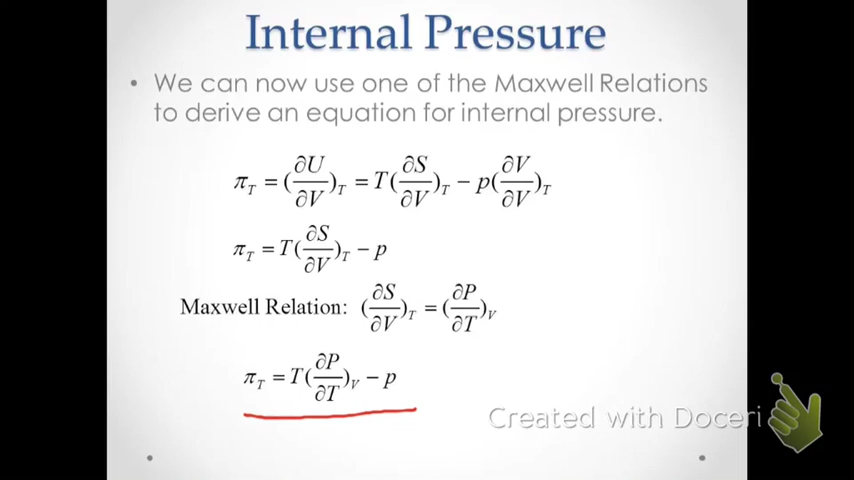 Internal Pressure
• We can now use one of the Maxwell Relations
to derive an equation for internal pressure.
π_T = (∂U/∂V)_T = T(∂S/∂V)_T − p(∂V/∂V)_T
π_T = T(∂S/∂V)_T − p
Maxwell Relation: (∂S/∂V)_T = (∂P/∂T)_V
π_T = T(∂P/∂T)_V − p
Created with Doceri